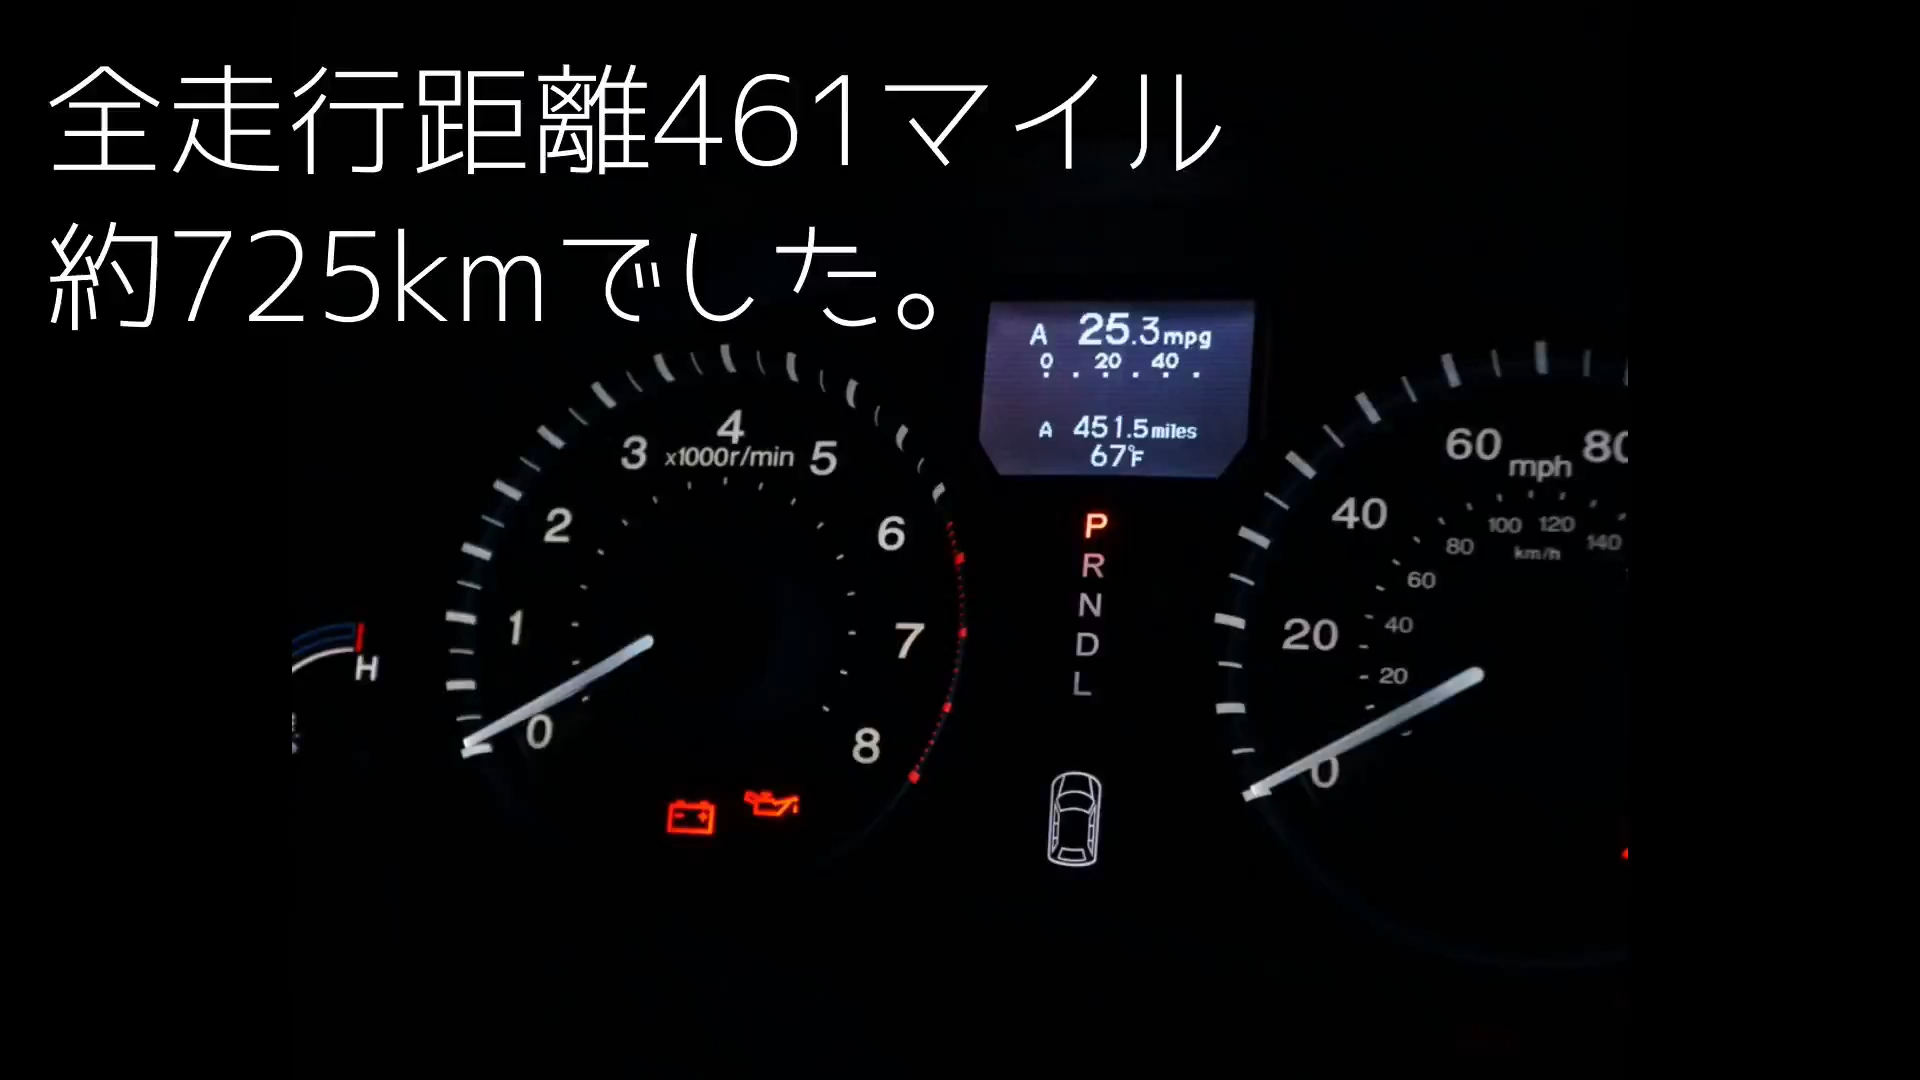 全走行距離461マイル
約725kmでした。
A 25.3mpg
0 20 40
A 451.5miles
67°F
0 1 2 3 4 5 6 7 8
x1000r/min
P
R
N
D
L
H
0 20 40 60 80
mph
20 40 60 80 100 120 140
km/h